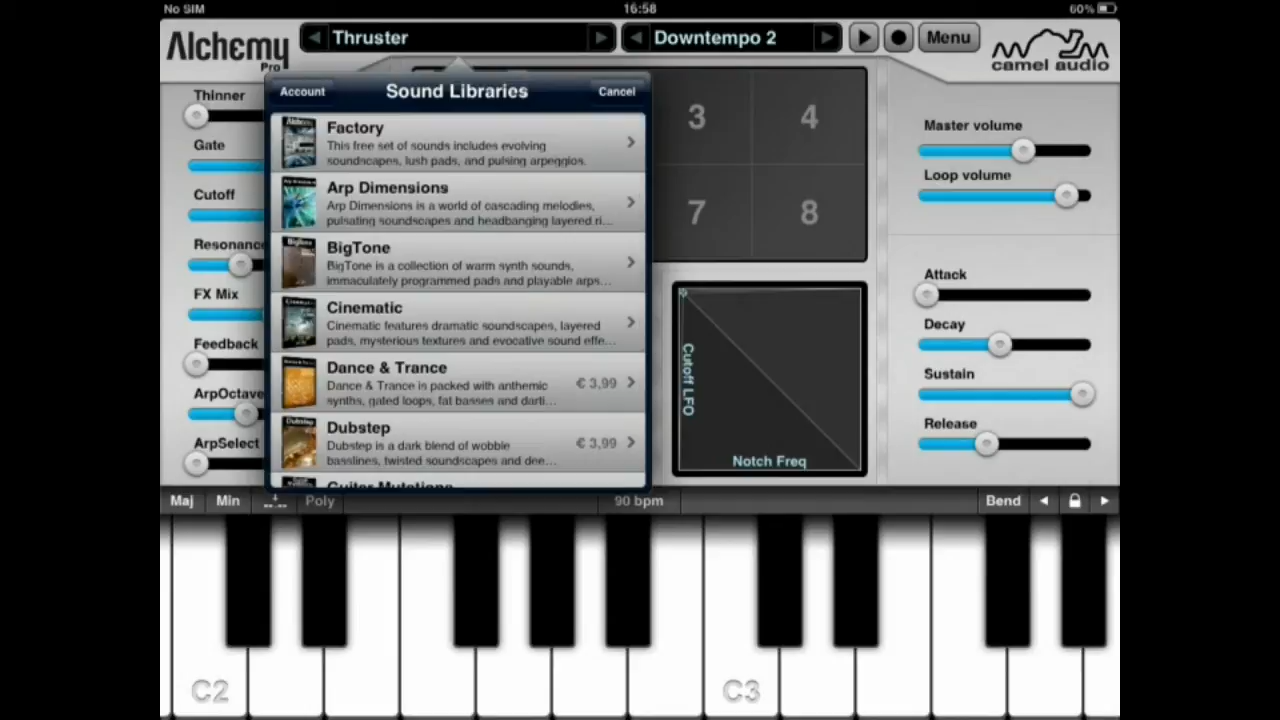 No SIM
16:58
60%
Alchemy
Pro
Thruster
Downtempo 2
Menu
camel audio
Account
Sound Libraries
Cancel
Factory
This free set of sounds includes evolving
soundscapes, lush pads, and pulsing arpeggios.
Arp Dimensions
Arp Dimensions is a world of cascading melodies,
pulsating soundscapes and headbanging layered ri...
BigTone
BigTone is a collection of warm synth sounds,
immaculately programmed pads and playable arps...
Cinematic
Cinematic features dramatic soundscapes, layered
pads, mysterious textures and evocative sound effe...
Dance & Trance
Dance & Trance is packed with anthemic
synths, gated loops, fat basses and darti...
€ 3,99
Dubstep
Dubstep is a dark blend of wobble
basslines, twisted soundscapes and dee...
€ 3,99
Guitar Mutations
Thinner
Gate
Cutoff
Resonance
FX Mix
Feedback
ArpOctave
ArpSelect
3
4
7
8
Cutoff LFO
Notch Freq
Master volume
Loop volume
Attack
Decay
Sustain
Release
Maj
Min
Poly
90 bpm
Bend
C2
C3